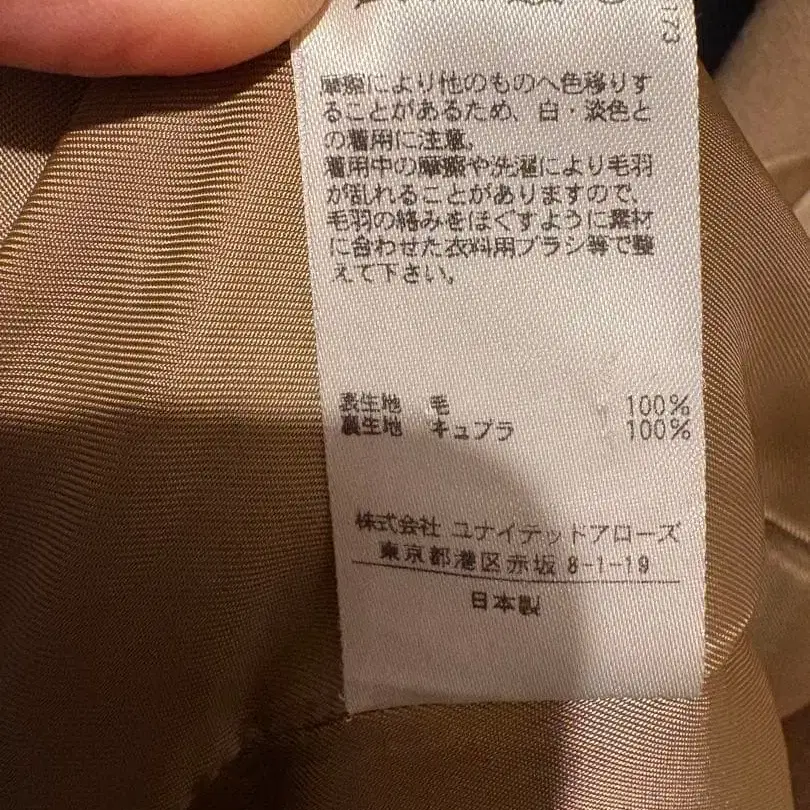 173
摩擦により他のものへ色移りす
ることがあるため、白・淡色と
の着用に注意。
着用中の摩擦や洗濯により毛羽
が乱れることがありますので、
毛羽の絡みをほぐすように素材
に合わせた衣料用ブラシ等で整
えて下さい。
表生地 毛 100%
裏生地 キュプラ 100%
株式会社 ユナイテッドアローズ
東京都港区赤坂 8-1-19
日本製